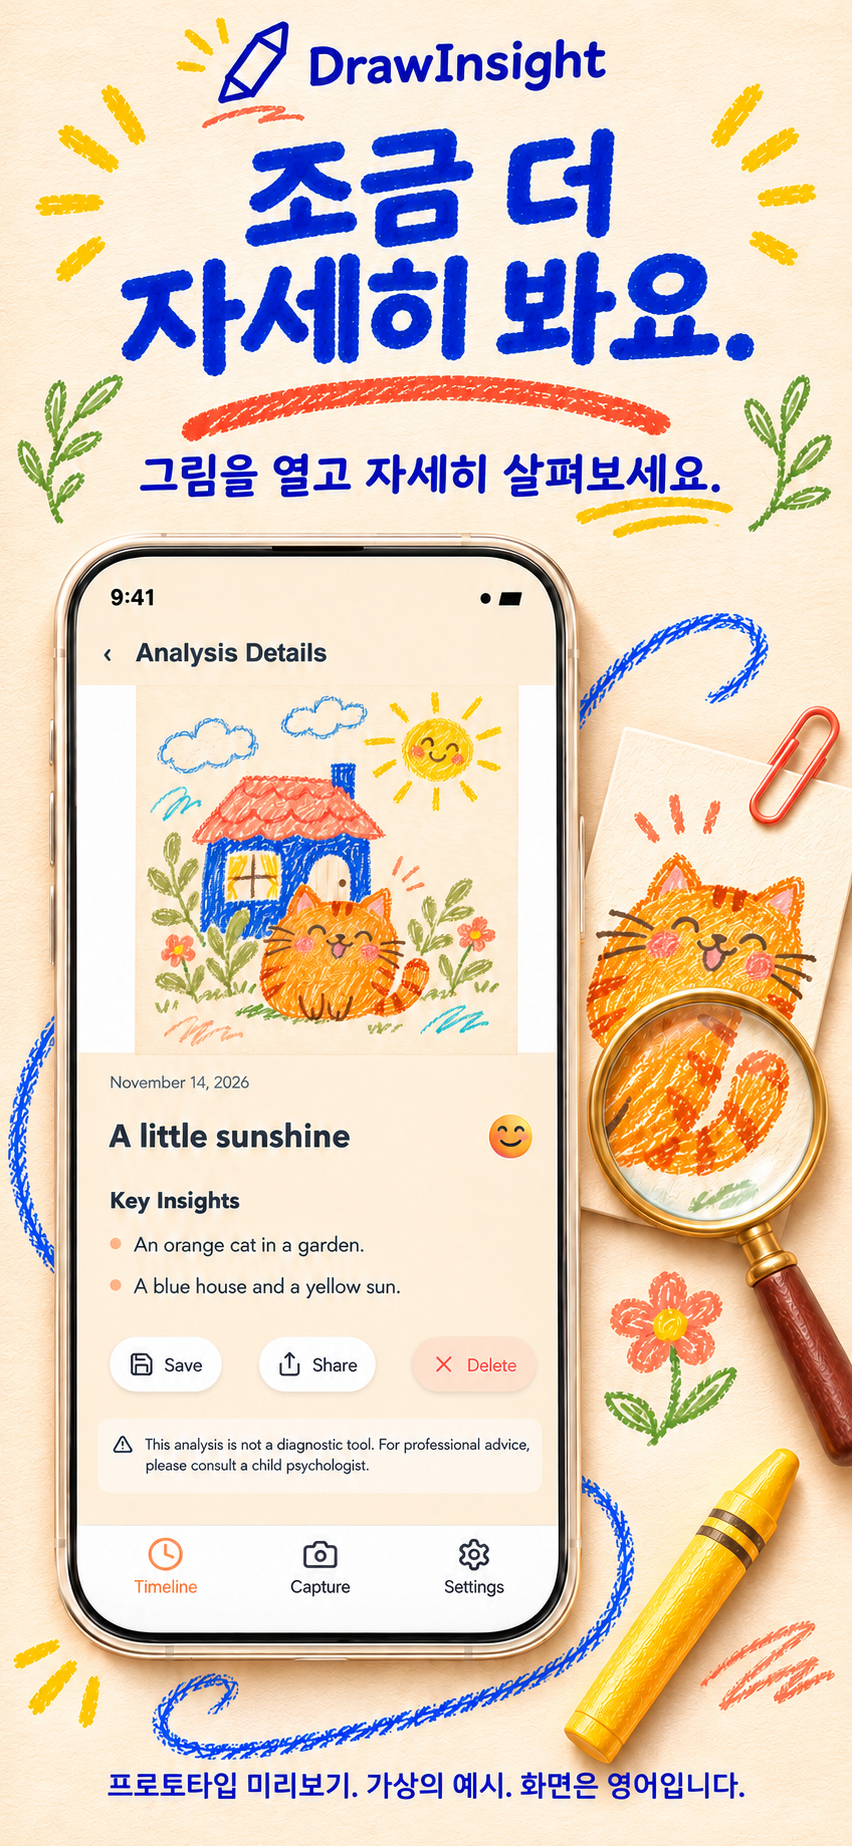 DrawInsight
조금 더
자세히 봐요.
그림을 열고 자세히 살펴보세요.
9:41
Analysis Details
November 14, 2026
A little sunshine
Key Insights
An orange cat in a garden.
A blue house and a yellow sun.
Save
Share
Delete
This analysis is not a diagnostic tool. For professional advice,
please consult a child psychologist.
Timeline
Capture
Settings
프로토타입 미리보기. 가상의 예시. 화면은 영어입니다.